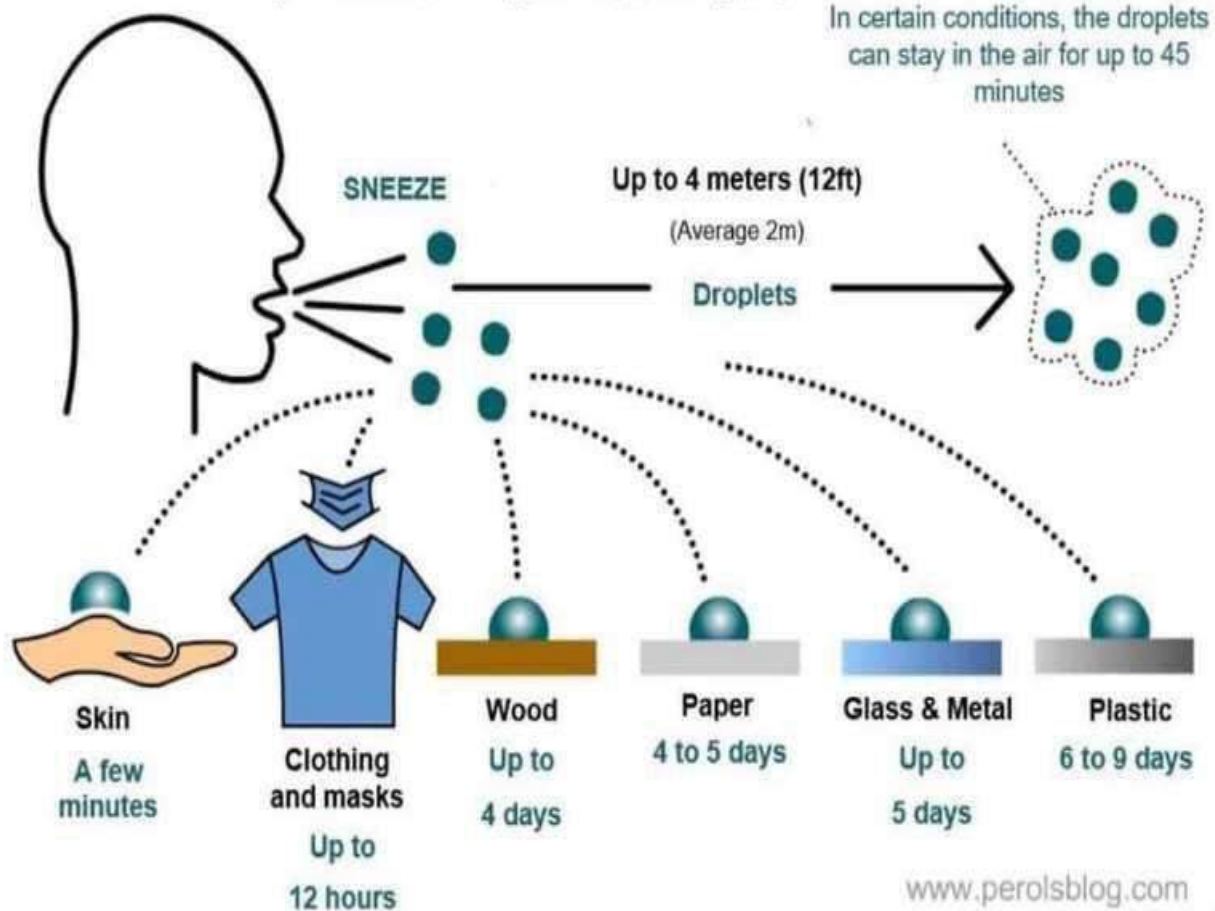 In certain conditions, the droplets
can stay in the air for up to 45
minutes
SNEEZE
Up to 4 meters (12ft)
(Average 2m)
Droplets
Skin
A few
minutes
Clothing
and masks
Up to
12 hours
Wood
Up to
4 days
Paper
4 to 5 days
Glass & Metal
Up to
5 days
Plastic
6 to 9 days
www.perolsblog.com